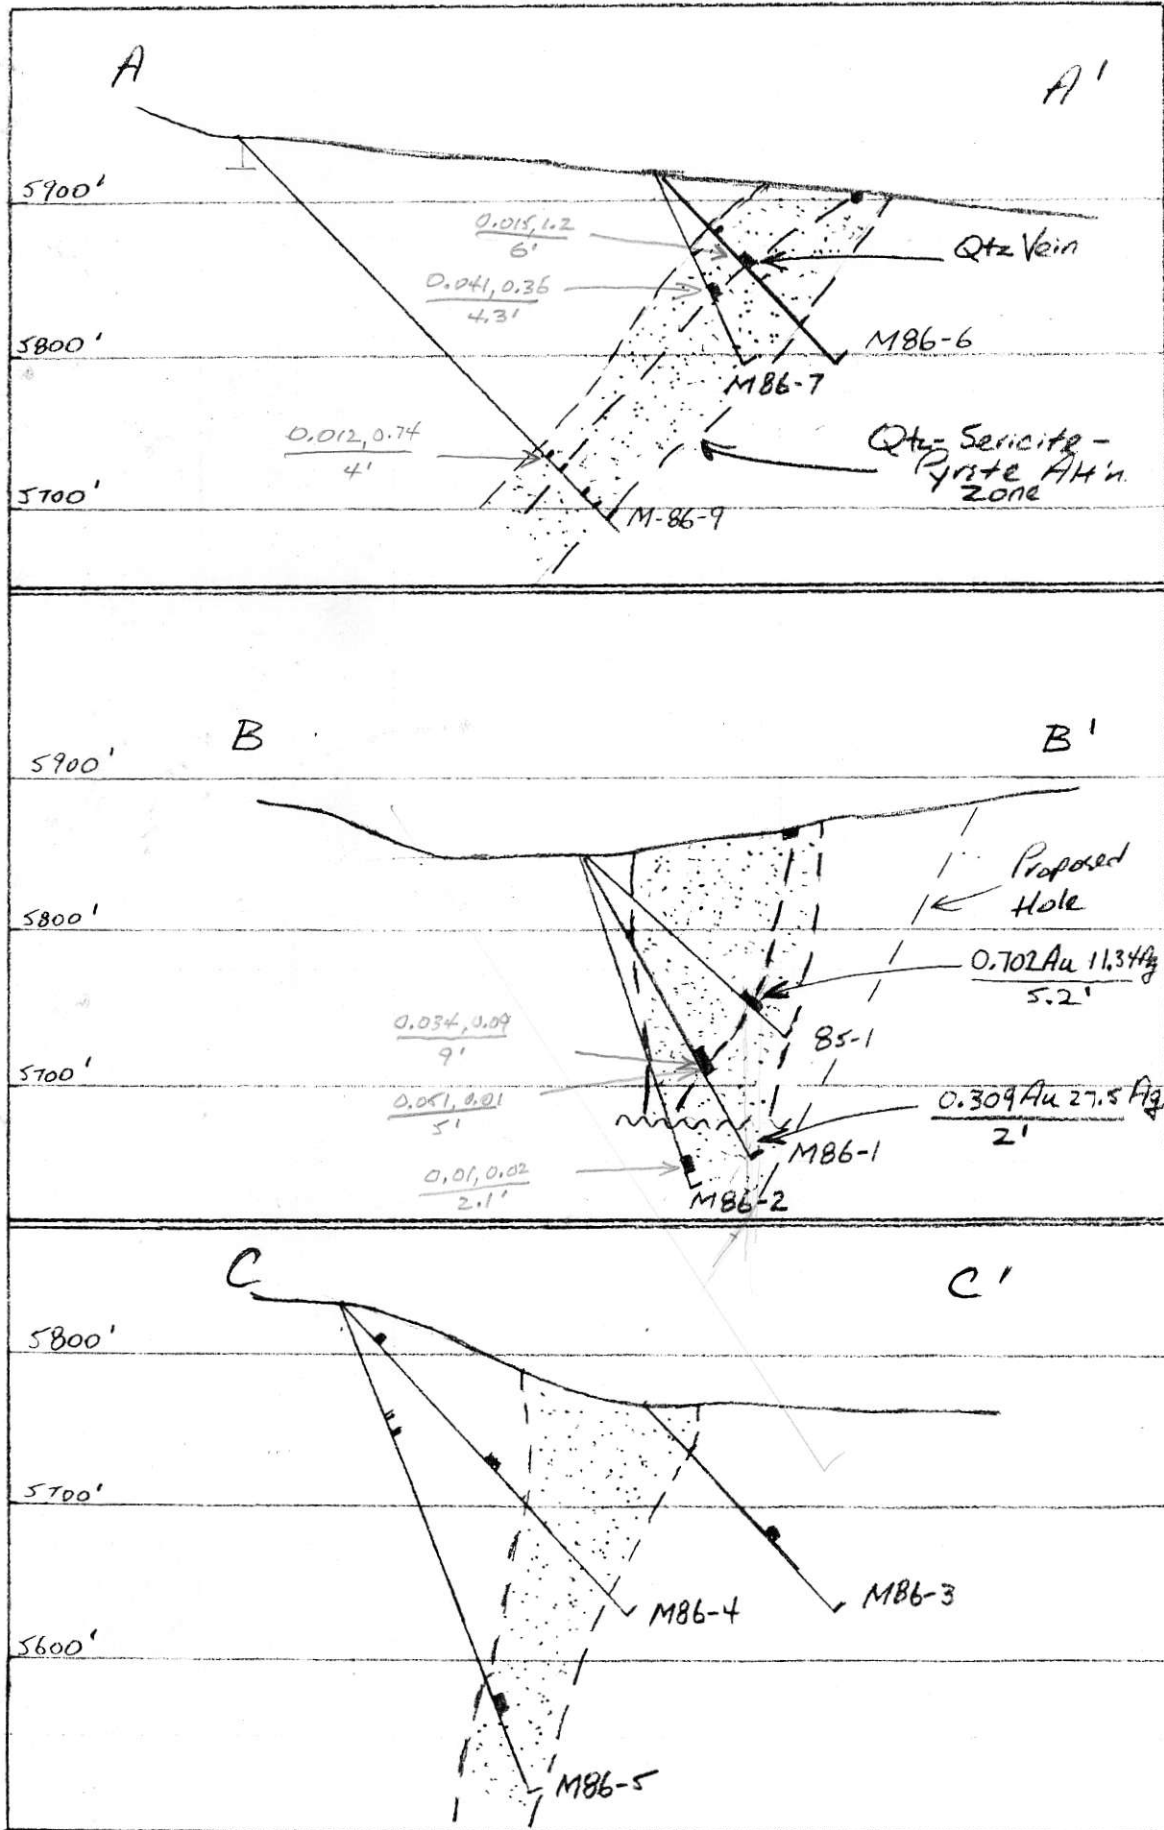 A
A'
5900'
0.015, 1.2
6'
Qtz Vein
0.041, 0.36
4.3'
5800'
M86-6
M86-7
0.012, 0.74
4'
Qtz-Sericite-
Pyrite Alt'n
Zone
5700'
M-86-9
B
B'
5900'
Proposed
Hole
5800'
0.702 Au 11.34 Ag
5.2'
0.034, 0.09
9'
85-1
5700'
0.051, 0.01
5'
0.309 Au 27.5 Ag
2'
M86-1
0.01, 0.02
2.1'
M86-2
C
C'
5800'
5700'
M86-4
M86-3
5600'
M86-5